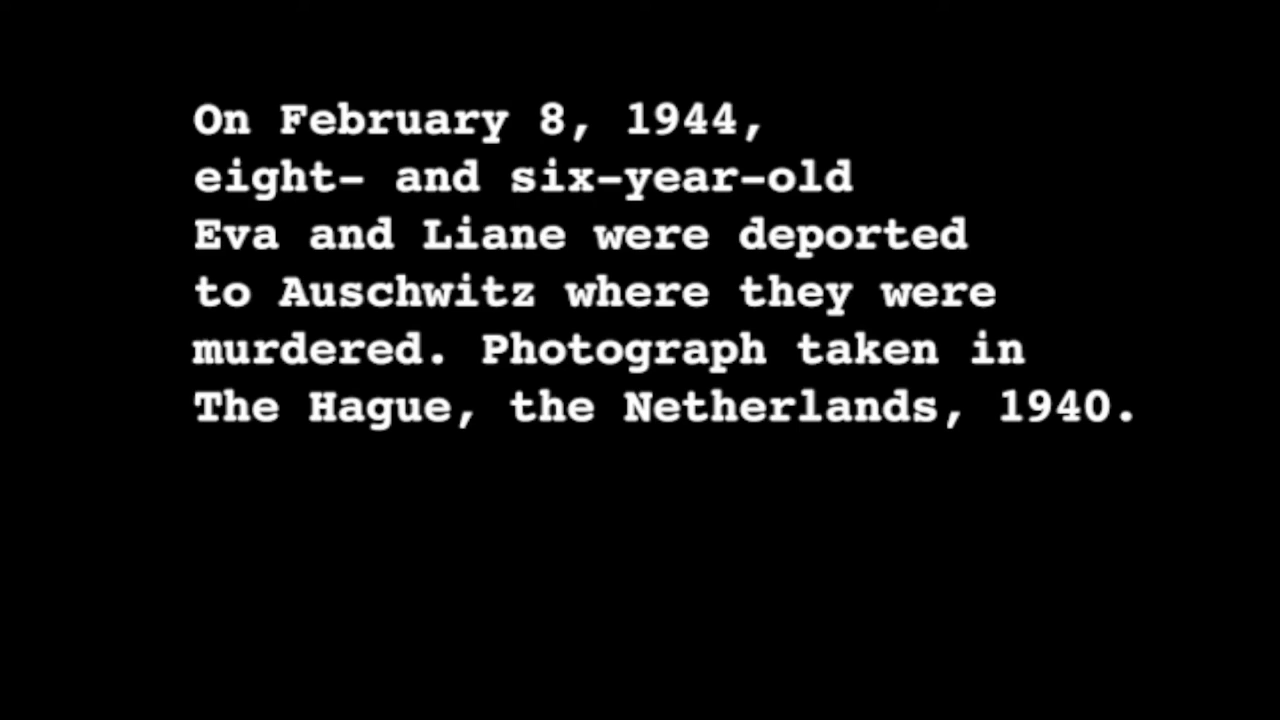 On February 8, 1944,
eight- and six-year-old
Eva and Liane were deported
to Auschwitz where they were
murdered. Photograph taken in
The Hague, the Netherlands, 1940.